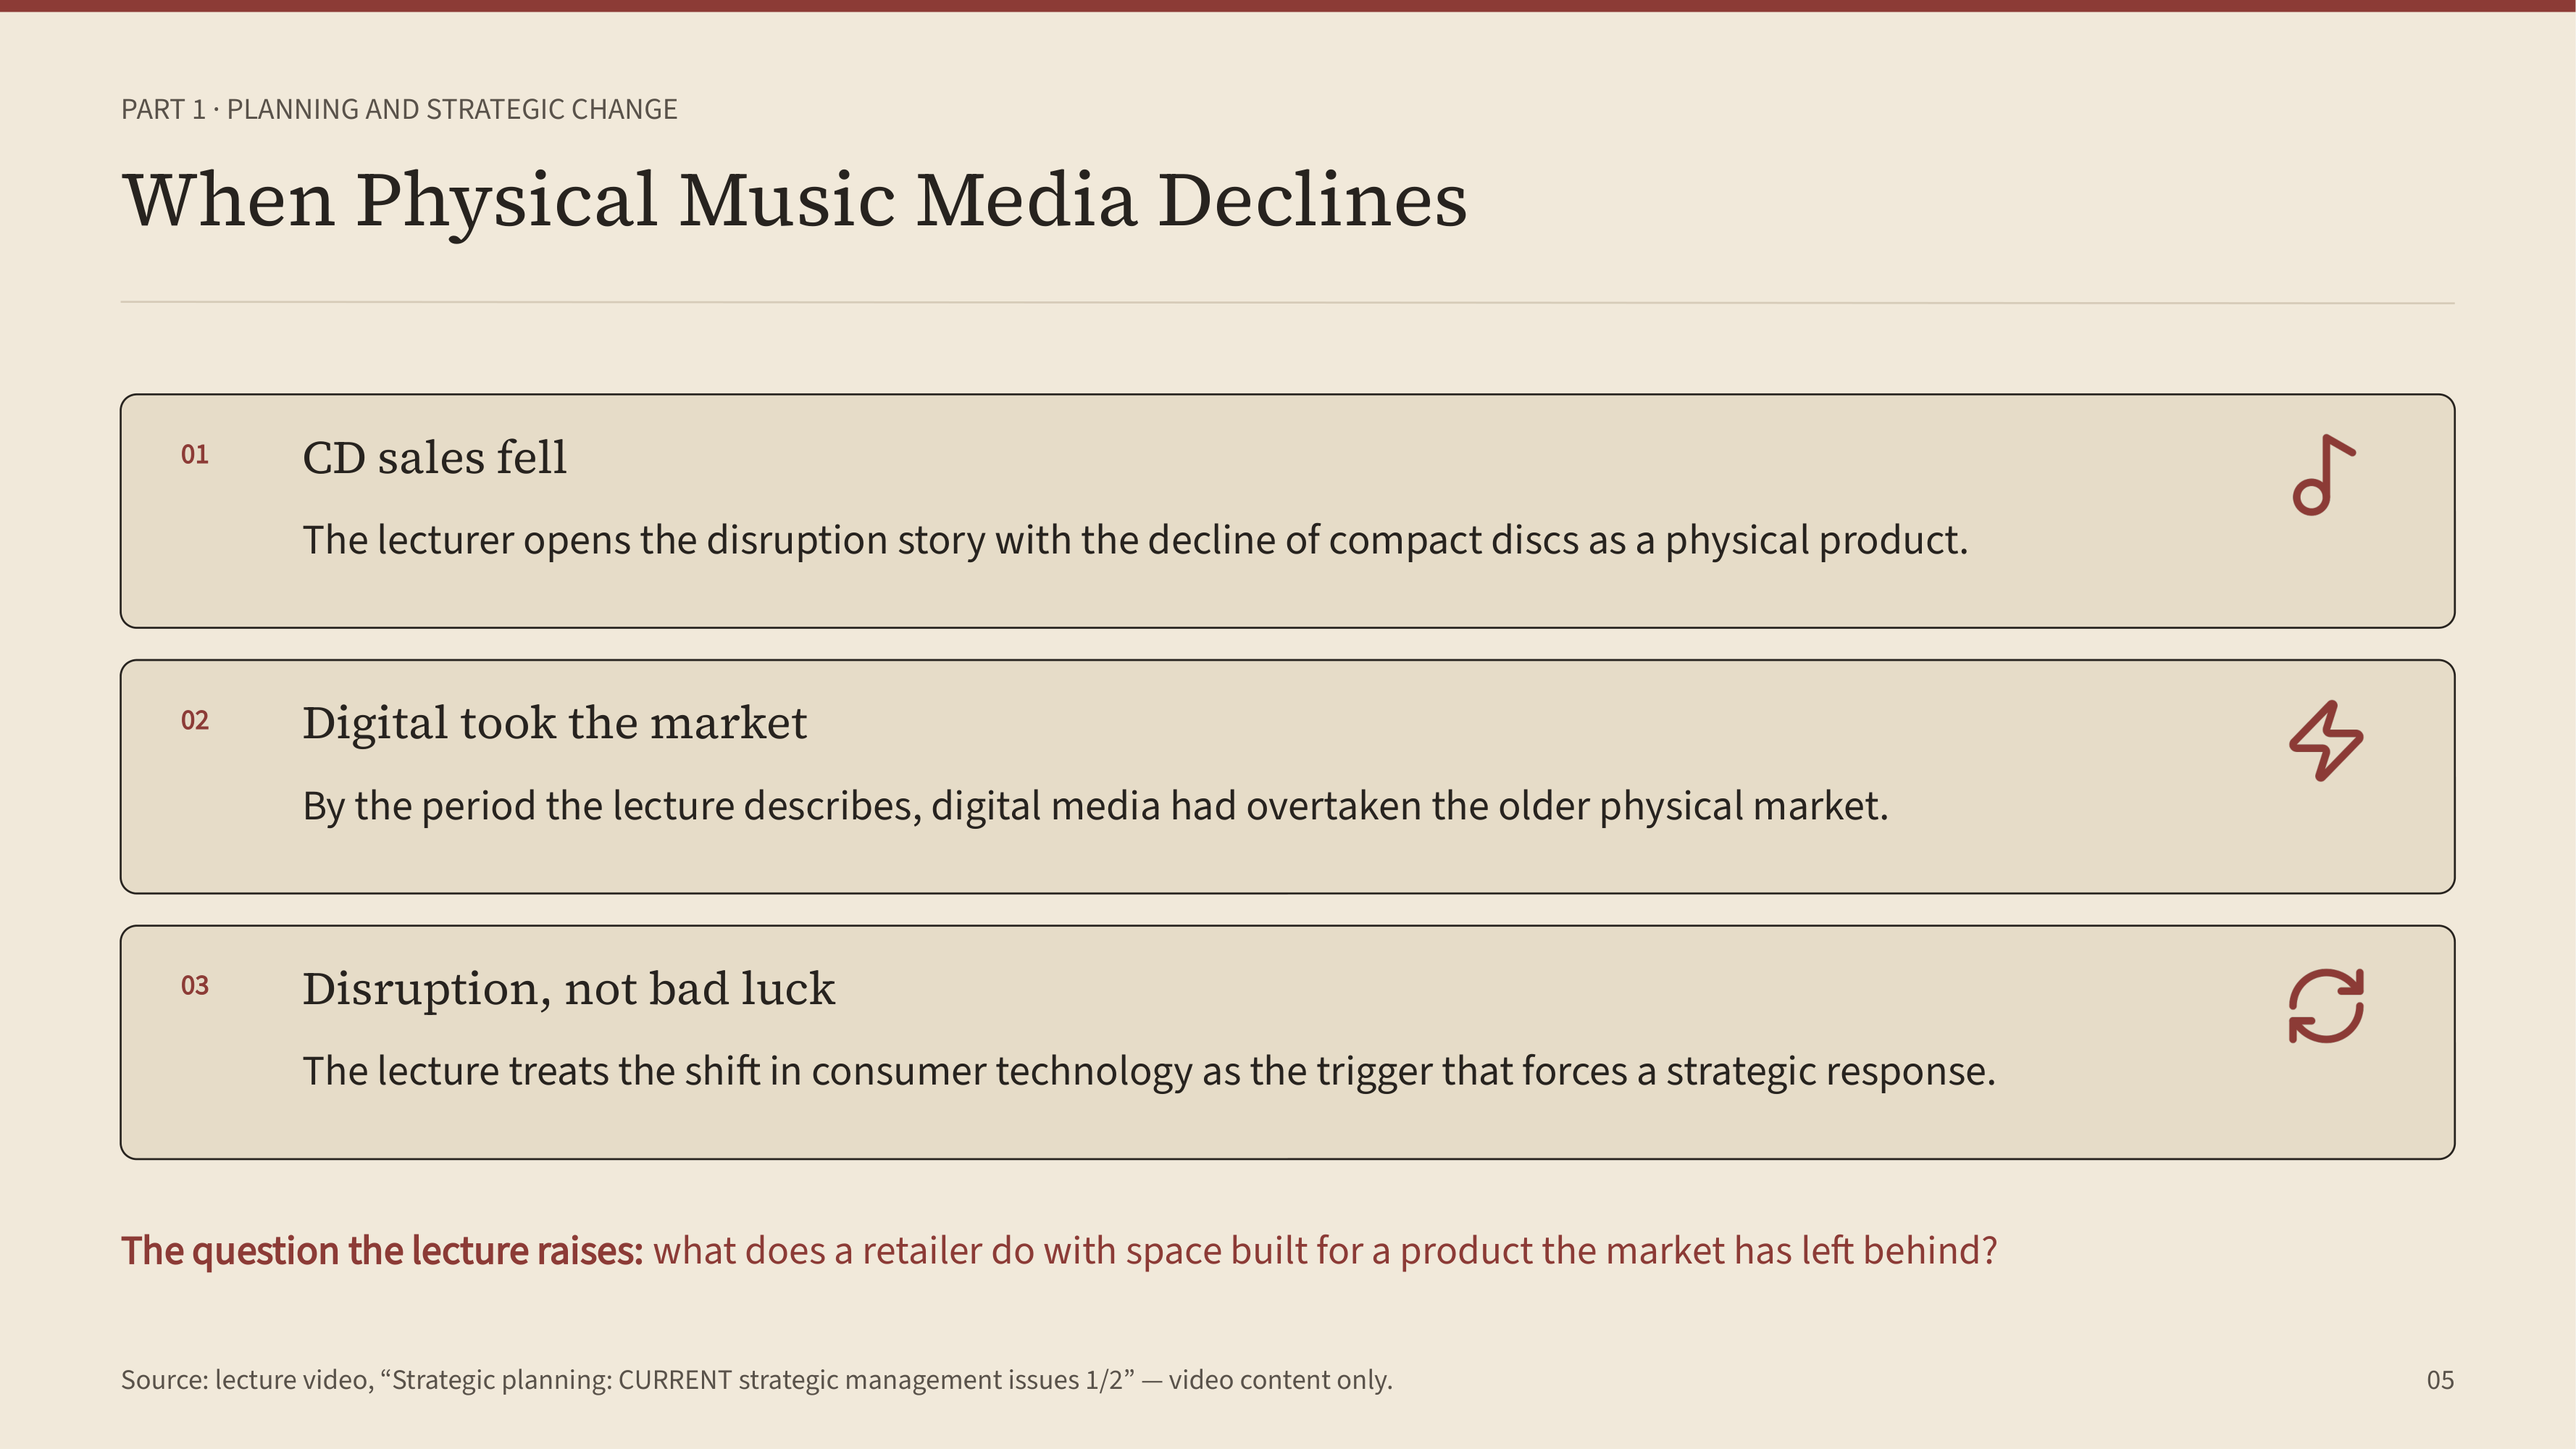 PART 1 · PLANNING AND STRATEGIC CHANGE
When Physical Music Media Declines
01
CD sales fell
The lecturer opens the disruption story with the decline of compact discs as a physical product.
02
Digital took the market
By the period the lecture describes, digital media had overtaken the older physical market.
03
Disruption, not bad luck
The lecture treats the shift in consumer technology as the trigger that forces a strategic response.
The question the lecture raises: what does a retailer do with space built for a product the market has left behind?
Source: lecture video, “Strategic planning: CURRENT strategic management issues 1/2” — video content only.
05